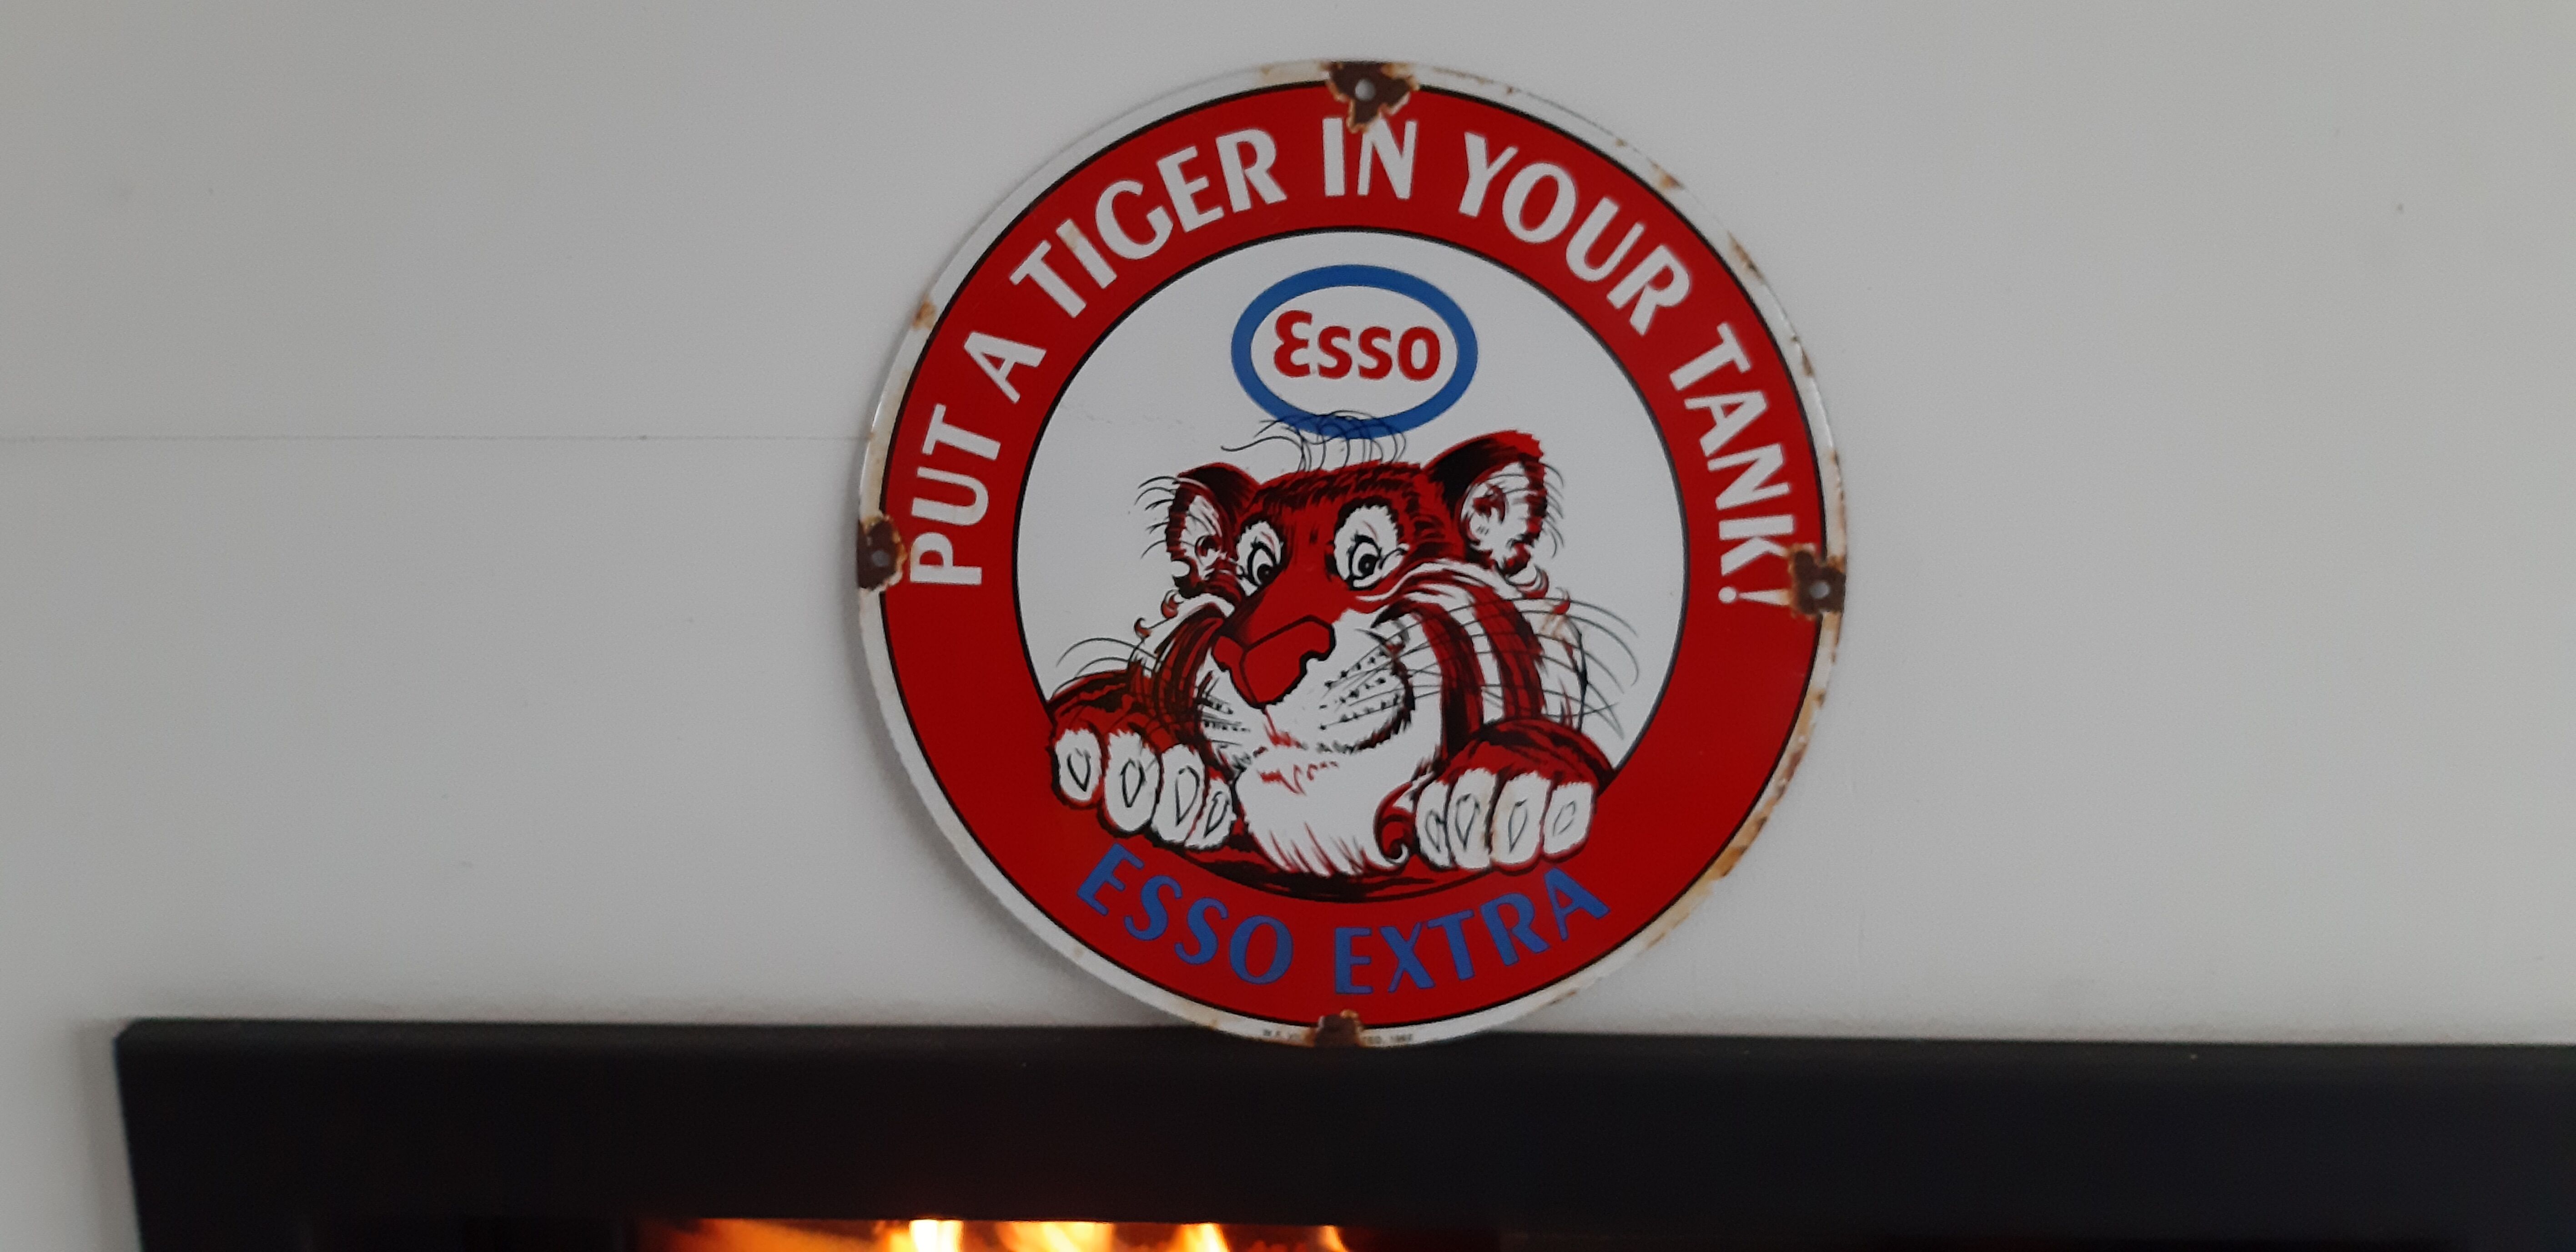 PUT A TIGER IN YOUR TANK!
Esso
ESSO EXTRA